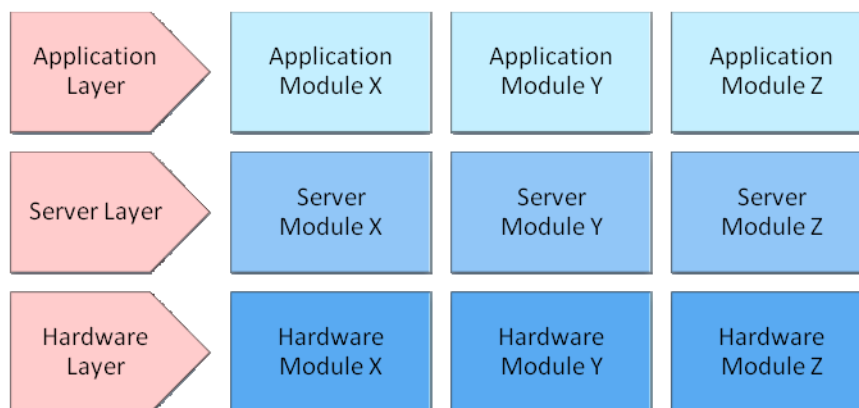 Application
Layer
Application
Module X
Application
Module Y
Application
Module Z
Server Layer
Server
Module X
Server
Module Y
Server
Module Z
Hardware
Layer
Hardware
Module X
Hardware
Module Y
Hardware
Module Z